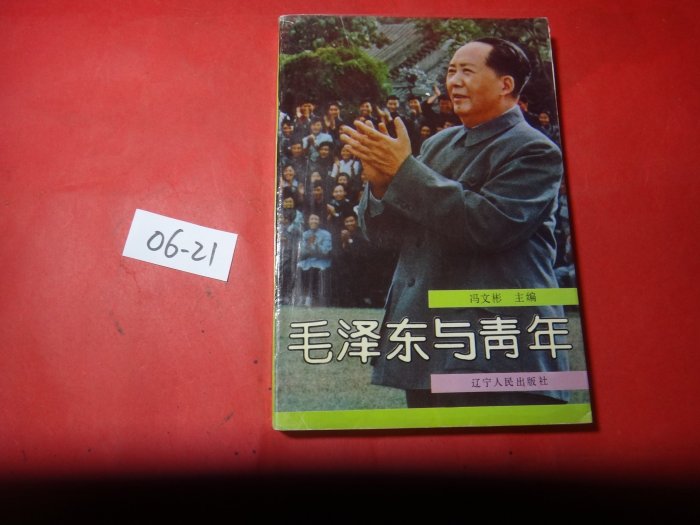 06-21
冯文彬 主编
毛泽东与青年
辽宁人民出版社